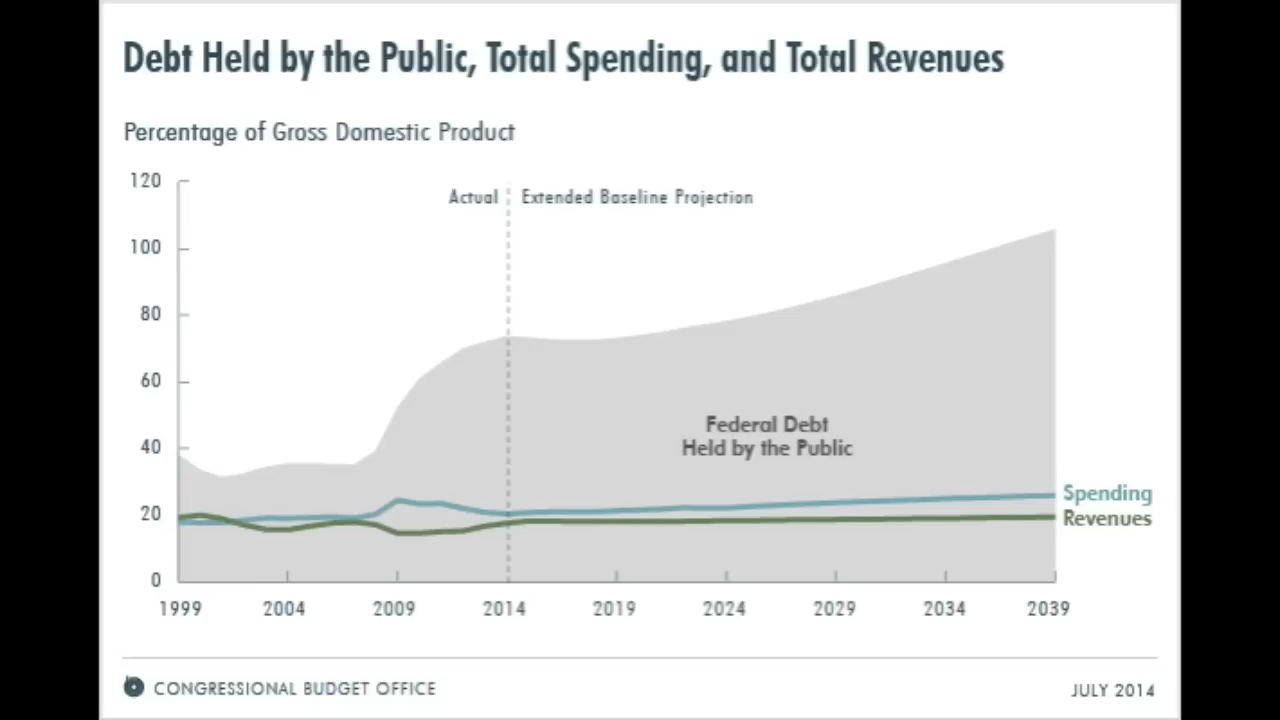 Debt Held by the Public, Total Spending, and Total Revenues
Percentage of Gross Domestic Product
120
Actual
Extended Baseline Projection
100
80
60
Federal Debt
Held by the Public
40
Spending
20
Revenues
0
1999 2004 2009 2014 2019 2024 2029 2034 2039
CONGRESSIONAL BUDGET OFFICE
JULY 2014